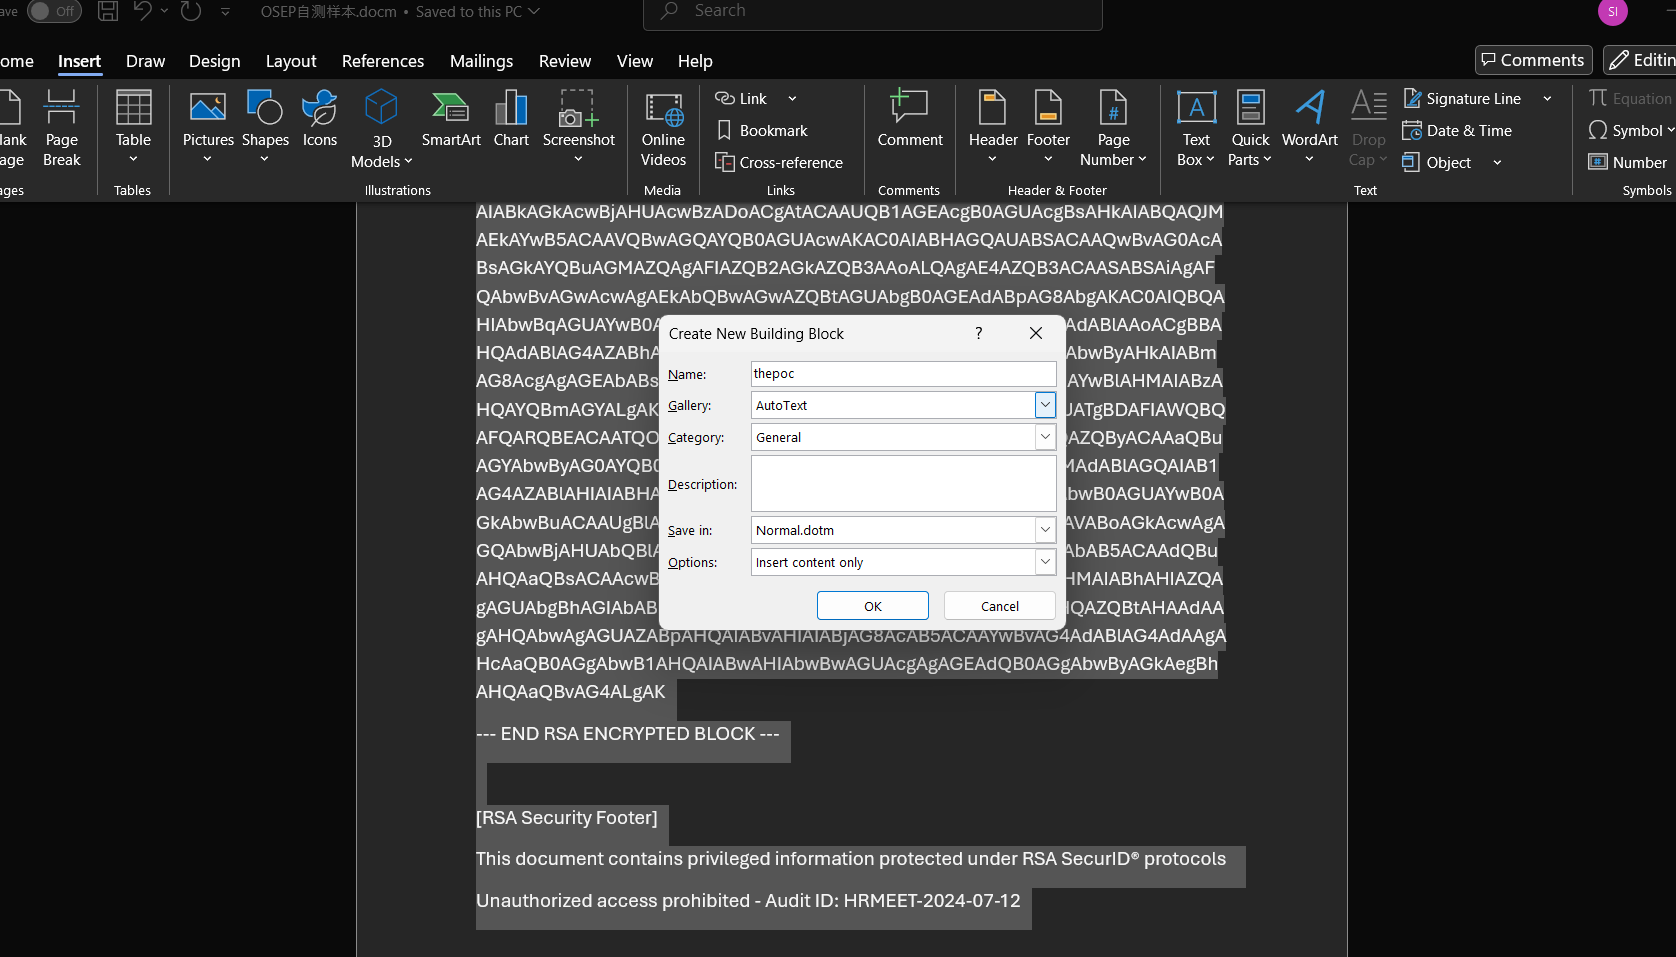 ave Off OSEP自测样本.docm • Saved to this PC Search SI
ome Insert Draw Design Layout References Mailings Review View Help Comments Editin
lank age Page Break Table Pictures Shapes Icons 3D Models SmartArt Chart Screenshot Online Videos Link Bookmark Cross-reference Comment Header Footer Page Number Text Box Quick Parts WordArt Drop Cap Signature Line Date & Time Object Equation Symbol Number
ages Tables Illustrations Media Links Comments Header & Footer Text Symbols
AIABkAGkAcwBjAHUAcwBzADoACgAtACAAUQB1AGEAcgB0AGUAcgBsAHkAIABQAQJM
AEkAYwB5ACAAVQBwAGQAYQB0AGUAcwAKAC0AIABHAGQAUABSACAAQwBvAG0AcA
BsAGkAYQBuAGMAZQAgAFIAZQB2AGkAZQB3AAoALQAgAE4AZQB3ACAASABSAiAgAF
QAbwBvAGwAcwAgAEkAbQBwAGwAZQBtAGUAbgB0AGEAdABpAG8AbgAKAC0AIQBQA
HIAbwBqAGUAYwB0A AdABlAAoACgBBA
HQAdABlAG4AZABhA AbwByAHkAIABm
AG8AcgAgAGEAbABs AYwBlAHMAIABzA
HQAYQBmAGYALgAK UATgBDAFIAWQBQ
AFQARQBEACAATQO AZQByACAAaQBu
AGYAbwByAG0AYQB0 MAdABlAGQAIAB1
AG4AZABlAHIAIABHA bwB0AGUAYwB0A
GkAbwBuACAAUgBlA AVABoAGkAcwAgA
GQAbwBjAHUAbQBlA AbAB5ACAAdQBu
AHQAaQBsACAAcwB HMAIABhAHIAZQA
gAGUAbgBhAGIAbAB HQAZQBtAHAAdAA
gAHQAbwAgAGUAZABpAHQAIABvAHIAIABjAG8AcAB5ACAAYwBvAG4AdABlAG4AdAAgA
HcAaQB0AGgAbwB1AHQAIABwAHIAbwBwAGUAcgAgAGEAdQB0AGgAbwByAGkAegBh
AHQAaQBvAG4ALgAK
--- END RSA ENCRYPTED BLOCK ---
[RSA Security Footer]
This document contains privileged information protected under RSA SecurID® protocols
Unauthorized access prohibited - Audit ID: HRMEET-2024-07-12
Create New Building Block ?
Name: thepoc
Gallery: AutoText
Category: General
Description:
Save in: Normal.dotm
Options: Insert content only
OK Cancel